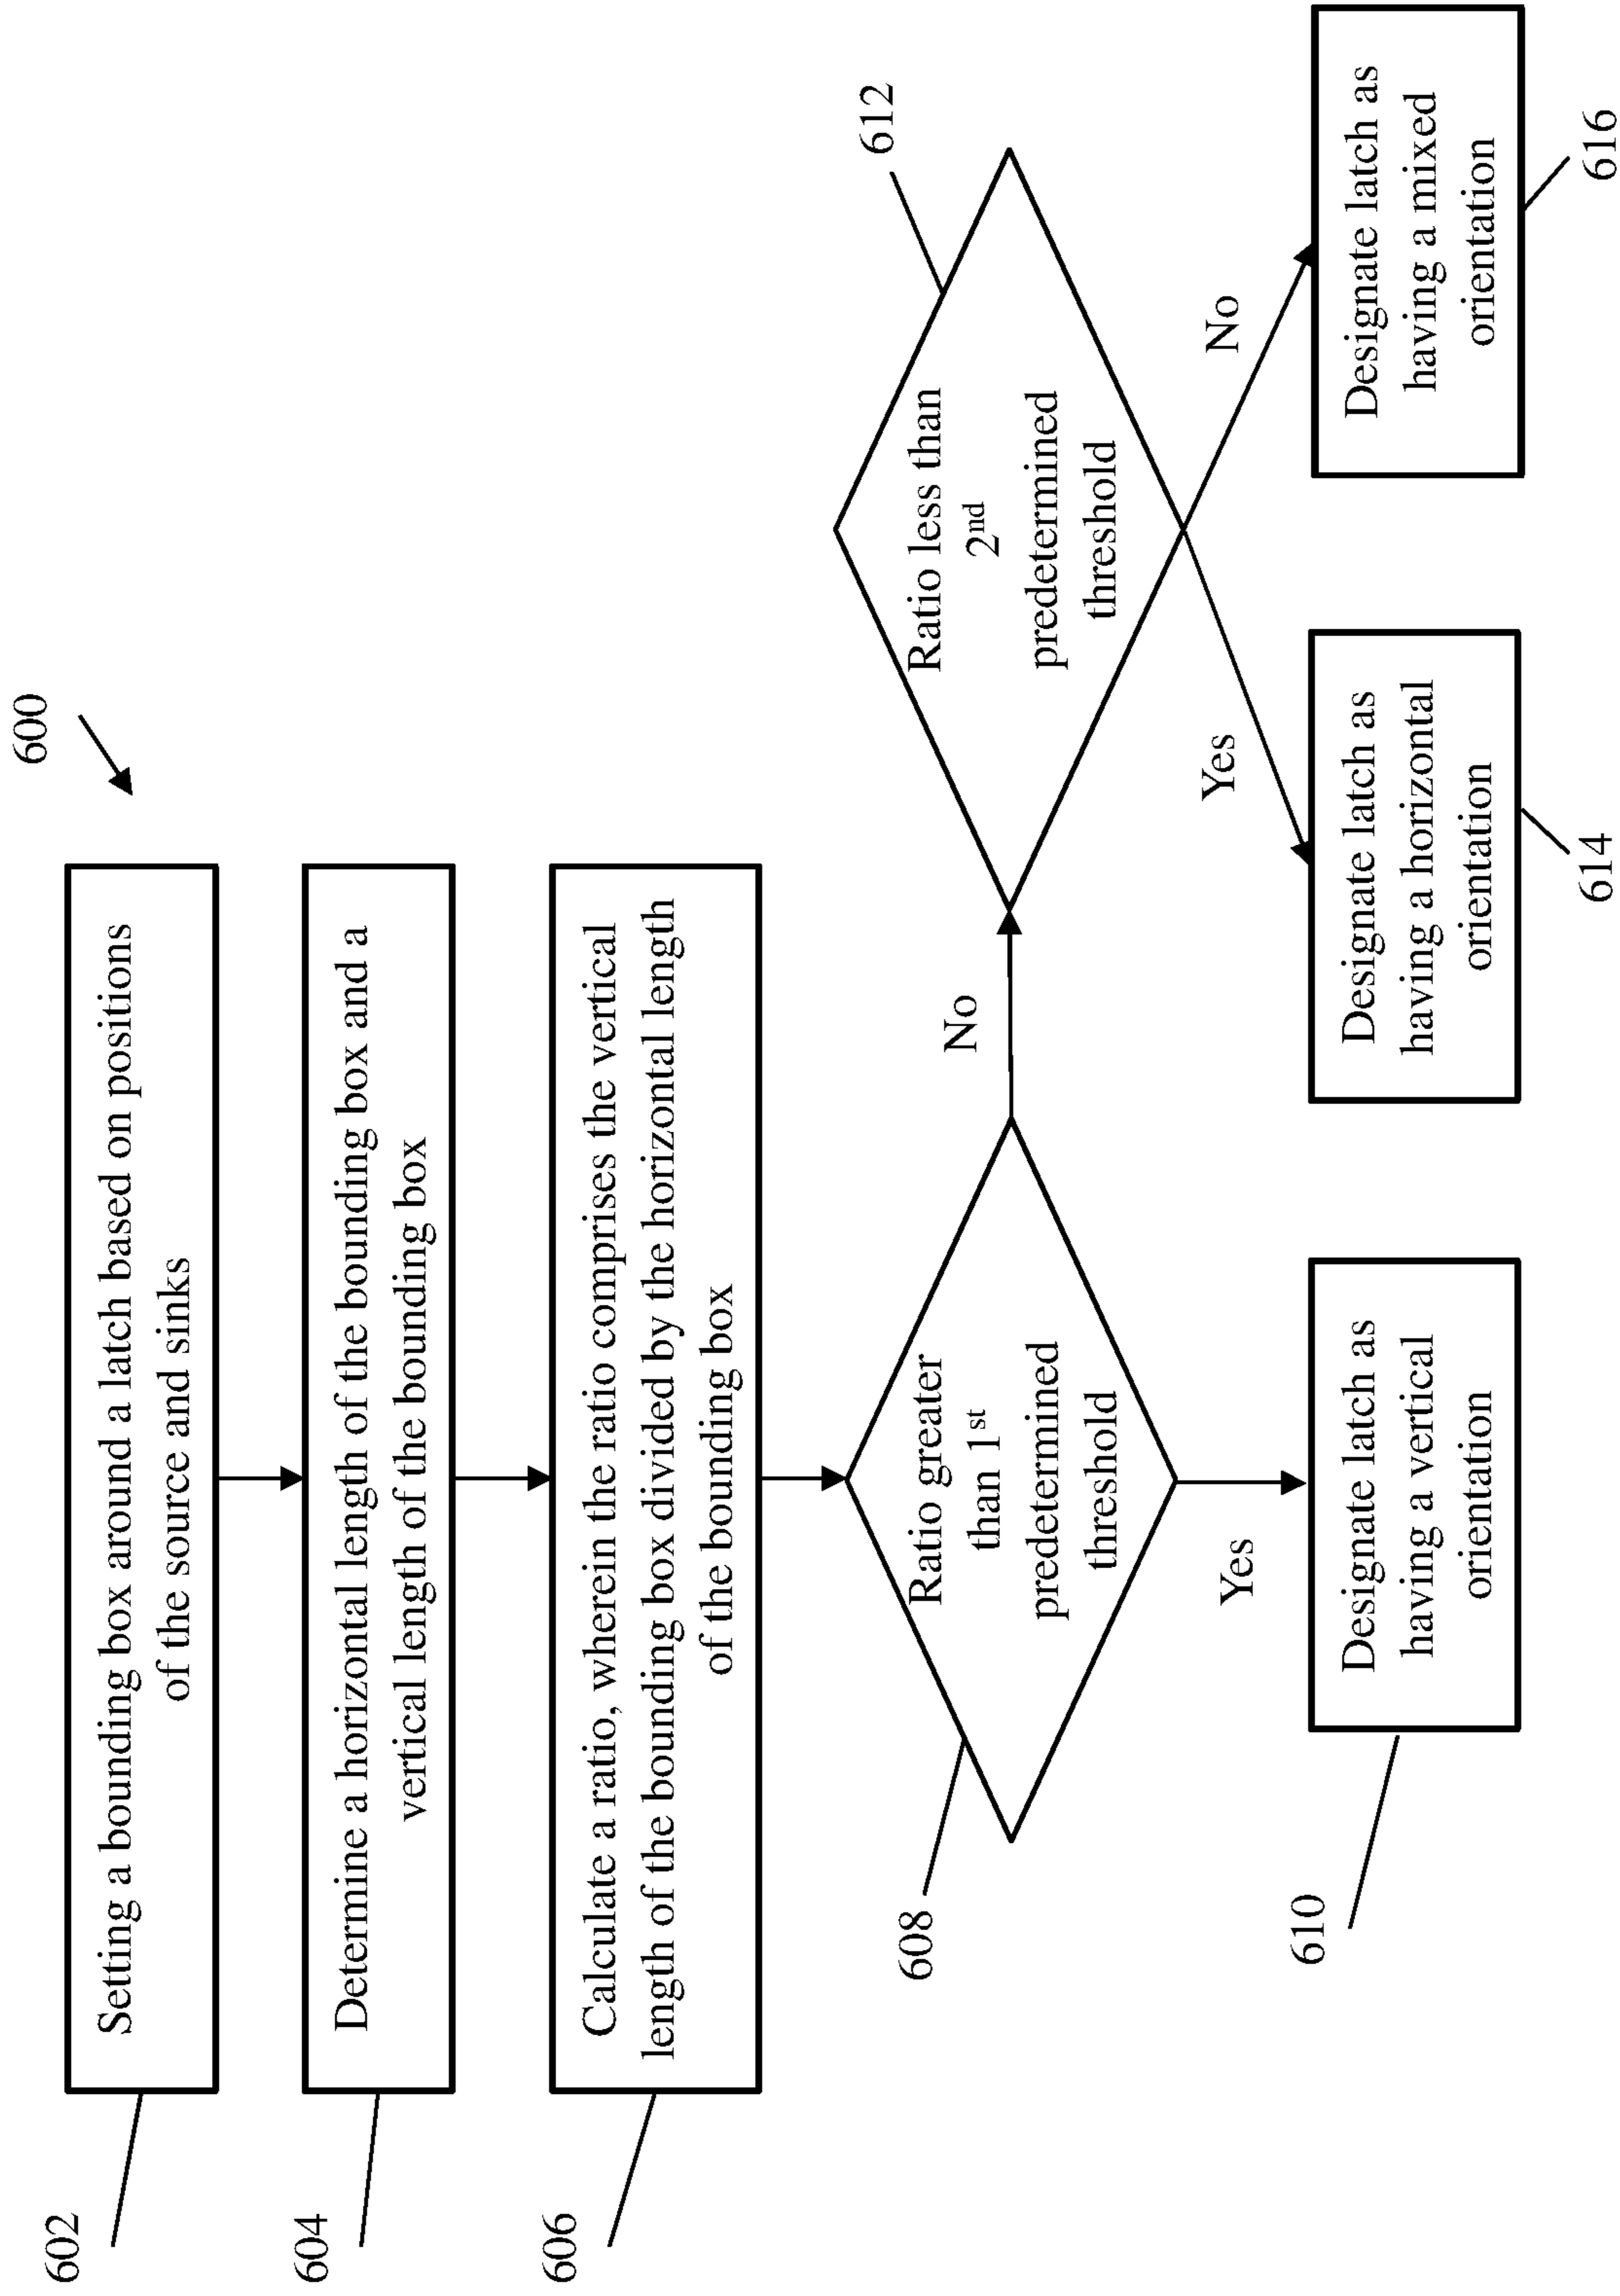 600
602
Setting a bounding box around a latch based on positions
of the source and sinks
604
Determine a horizontal length of the bounding box and a
vertical length of the bounding box
606
Calculate a ratio, wherein the ratio comprises the vertical
length of the bounding box divided by the horizontal length
of the bounding box
608
Ratio greater
than 1st
predetermined
threshold
No
612
Ratio less than
2nd
predetermined
threshold
Yes
Yes
No
610
Designate latch as
having a vertical
orientation
614
Designate latch as
having a horizontal
orientation
616
Designate latch as
having a mixed
orientation